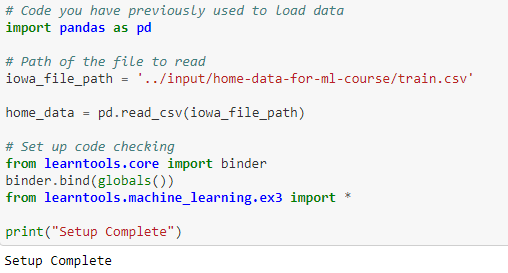 # Code you have previously used to load data
import pandas as pd
# Path of the file to read
iowa_file_path = '../input/home-data-for-ml-course/train.csv'
home_data = pd.read_csv(iowa_file_path)
# Set up code checking
from learntools.core import binder
binder.bind(globals())
from learntools.machine_learning.ex3 import *
print("Setup Complete")
Setup Complete